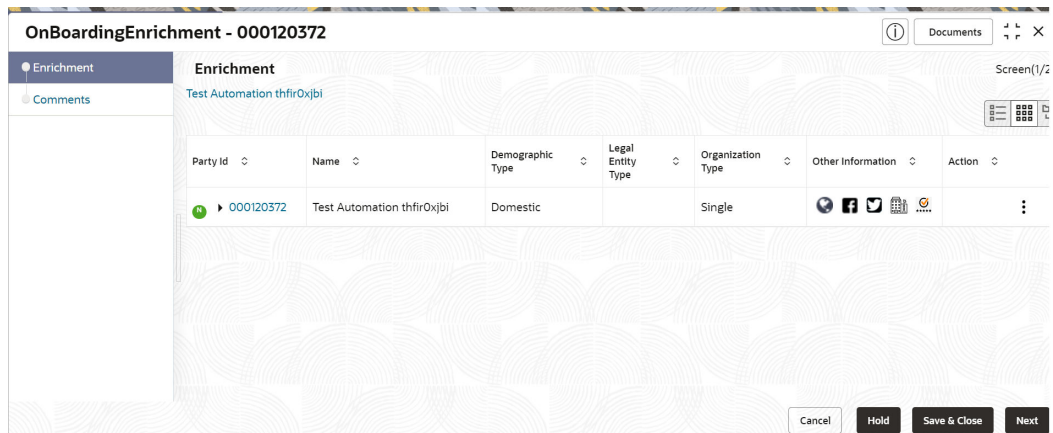 OnBoardingEnrichment - 000120372
Documents
Enrichment
Comments
Enrichment
Screen(1/2
Test Automation thfir0xjbi
Party Id Name Demographic Type Legal Entity Type Organization Type Other Information Action
N 000120372 Test Automation thfir0xjbi Domestic Single
Cancel Hold Save & Close Next